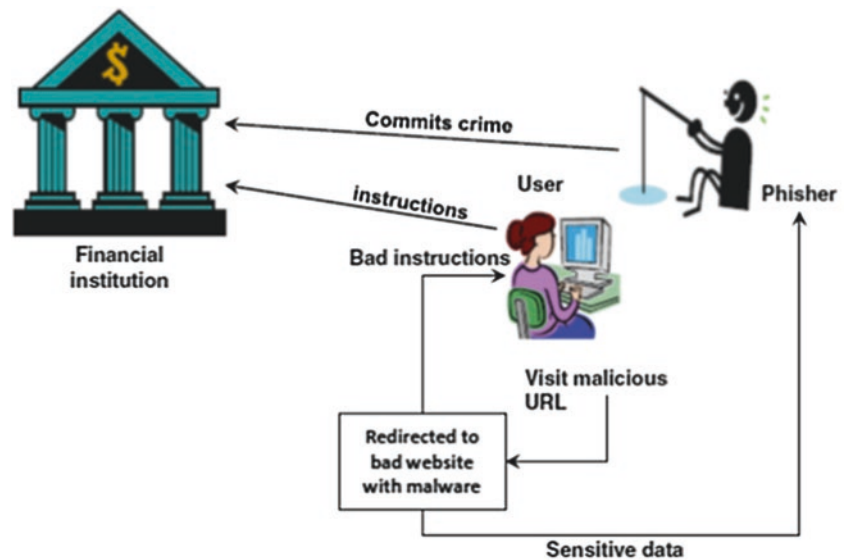 $
Commits crime
User
Phisher
instructions
Financial
institution
Bad instructions
Visit malicious
URL
Redirected to
bad website
with malware
Sensitive data